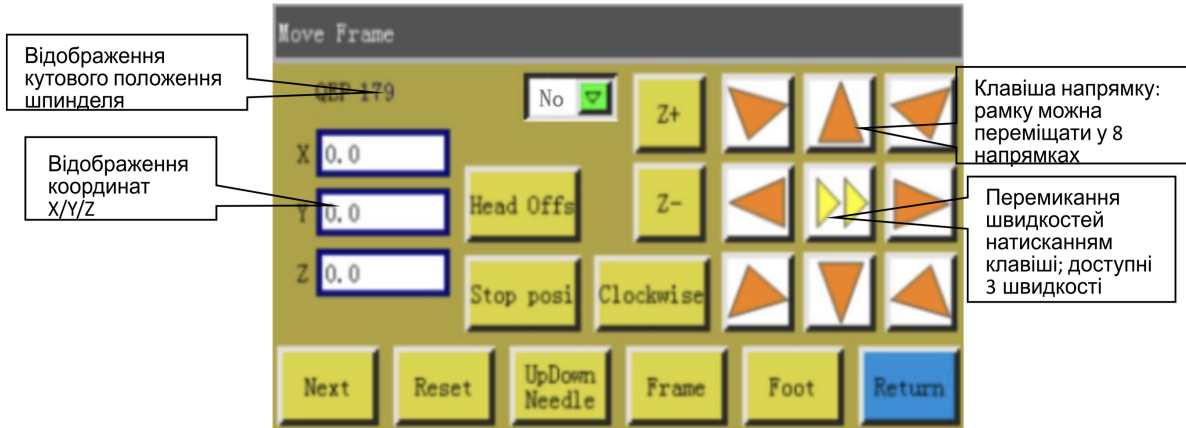 Move Frame
Відображення
кутового положення
шпинделя
QEP 179
No
Z+
Клавіша напрямку:
рамку можна
переміщати у 8
напрямках
Відображення
координат
X/Y/Z
X 0.0
Y 0.0
Z 0.0
Head Offs
Z-
Перемикання
швидкостей
натисканням
клавіші; доступні
3 швидкості
Stop posi
Clockwise
Next
Reset
UpDown
Needle
Frame
Foot
Return